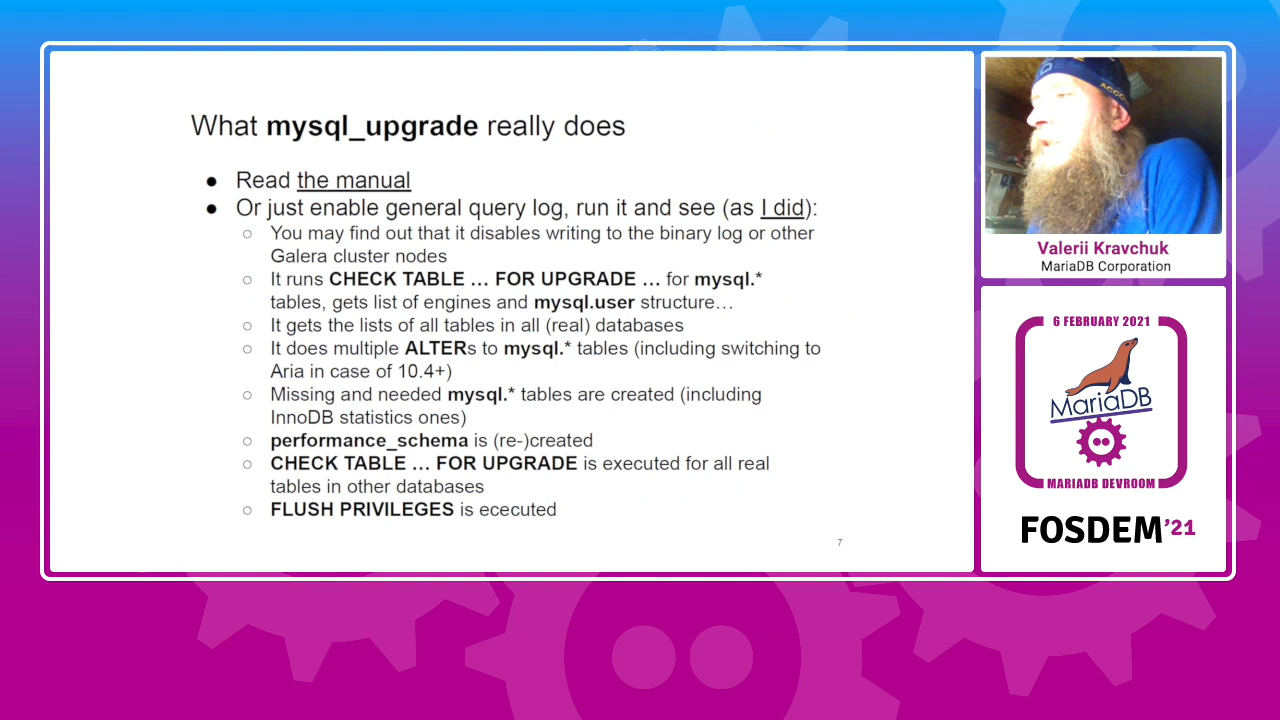 What mysql_upgrade really does
● Read the manual
● Or just enable general query log, run it and see (as I did):
○ You may find out that it disables writing to the binary log or other
Galera cluster nodes
○ It runs CHECK TABLE … FOR UPGRADE … for mysql.*
tables, gets list of engines and mysql.user structure…
○ It gets the lists of all tables in all (real) databases
○ It does multiple ALTERs to mysql.* tables (including switching to
Aria in case of 10.4+)
○ Missing and needed mysql.* tables are created (including
InnoDB statistics ones)
○ performance_schema is (re-)created
○ CHECK TABLE … FOR UPGRADE is executed for all real
tables in other databases
○ FLUSH PRIVILEGES is ececuted
7
Valerii Kravchuk
MariaDB Corporation
6 FEBRUARY 2021
MariaDB
MARIADB DEVROOM
FOSDEM'21